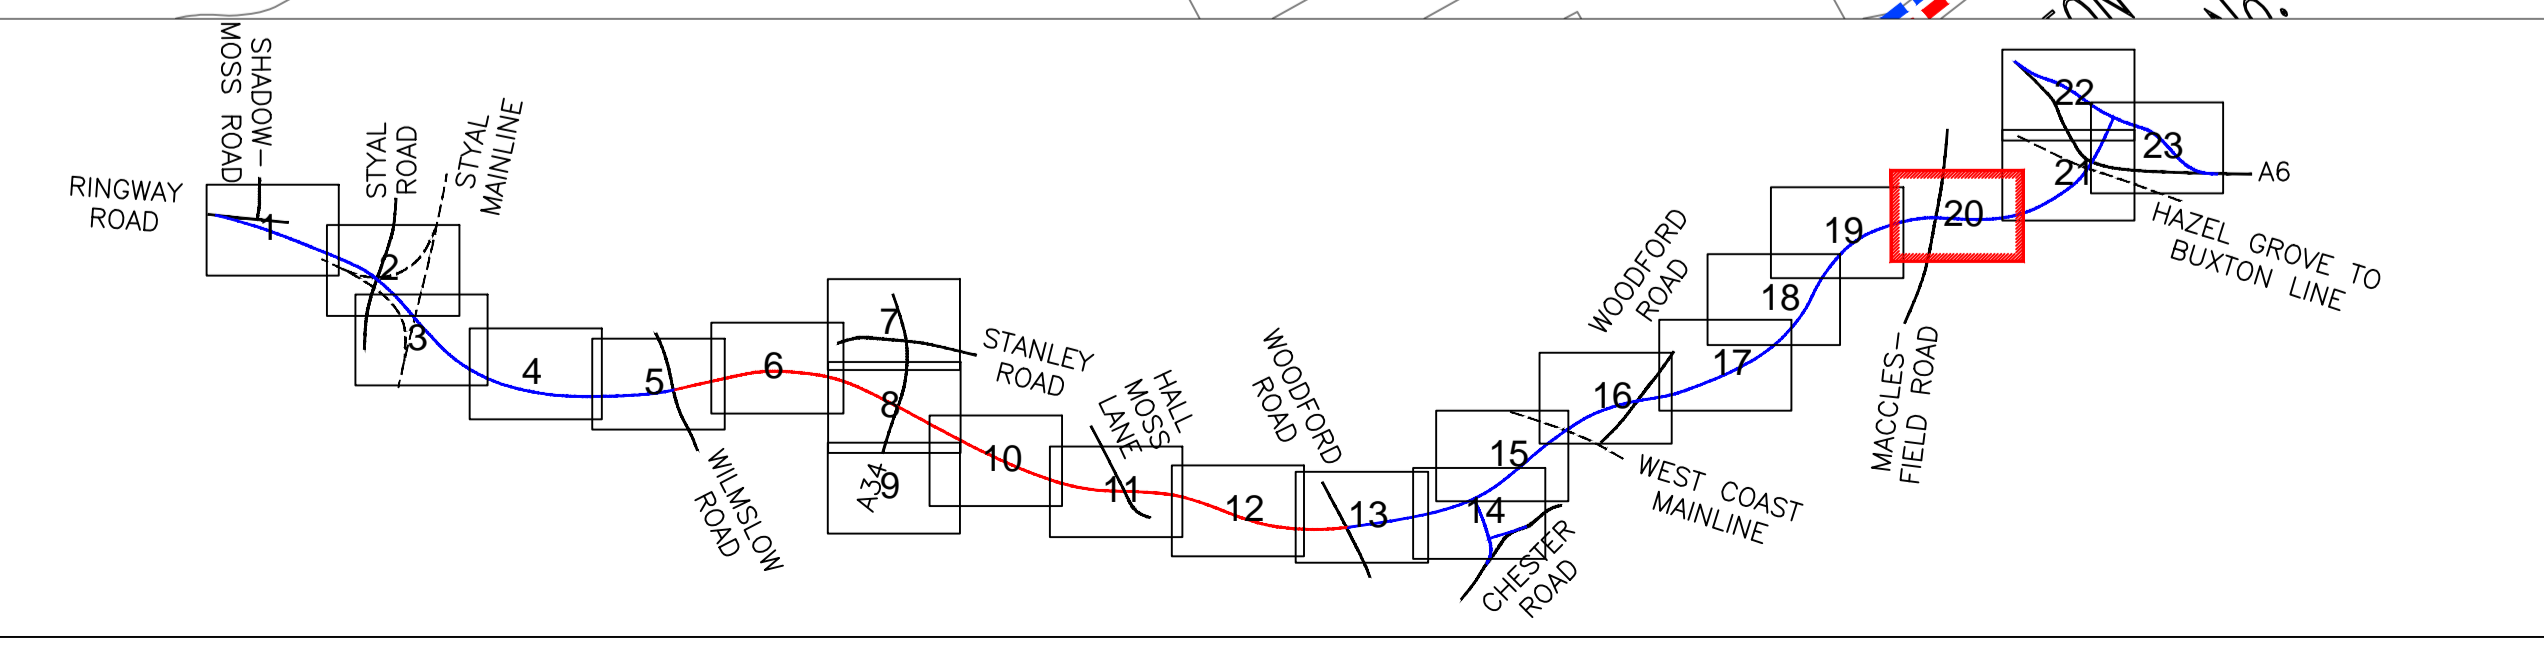 MOSS ROAD
SHADOW–
RINGWAY
ROAD
1
STYAL
ROAD
STYAL
MAINLINE
2
3
4
5
WILMSLOW
ROAD
6
7
STANLEY
ROAD
8
A34
9
10
HALL
MOSS
LANE
11
12
WOODFORD
ROAD
13
14
CHESTER
ROAD
15
WEST COAST
MAINLINE
16
WOODFORD
ROAD
17
18
19
MACCLES–
FIELD ROAD
20
21
22
23
A6
HAZEL GROVE TO
BUXTON LINE